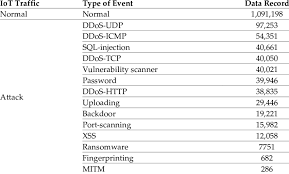 IoT Traffic Type of Event Data Record
Normal Normal 1,091,198
DDoS-UDP 97,253
DDoS-ICMP 54,351
SQL-injection 40,661
DDoS-TCP 40,050
Vulnerability scanner 40,021
Password 39,946
DDoS-HTTP 38,835
Attack Uploading 29,446
Backdoor 19,221
Port-scanning 15,982
XSS 12,058
Ransomware 7751
Fingerprinting 682
MITM 286